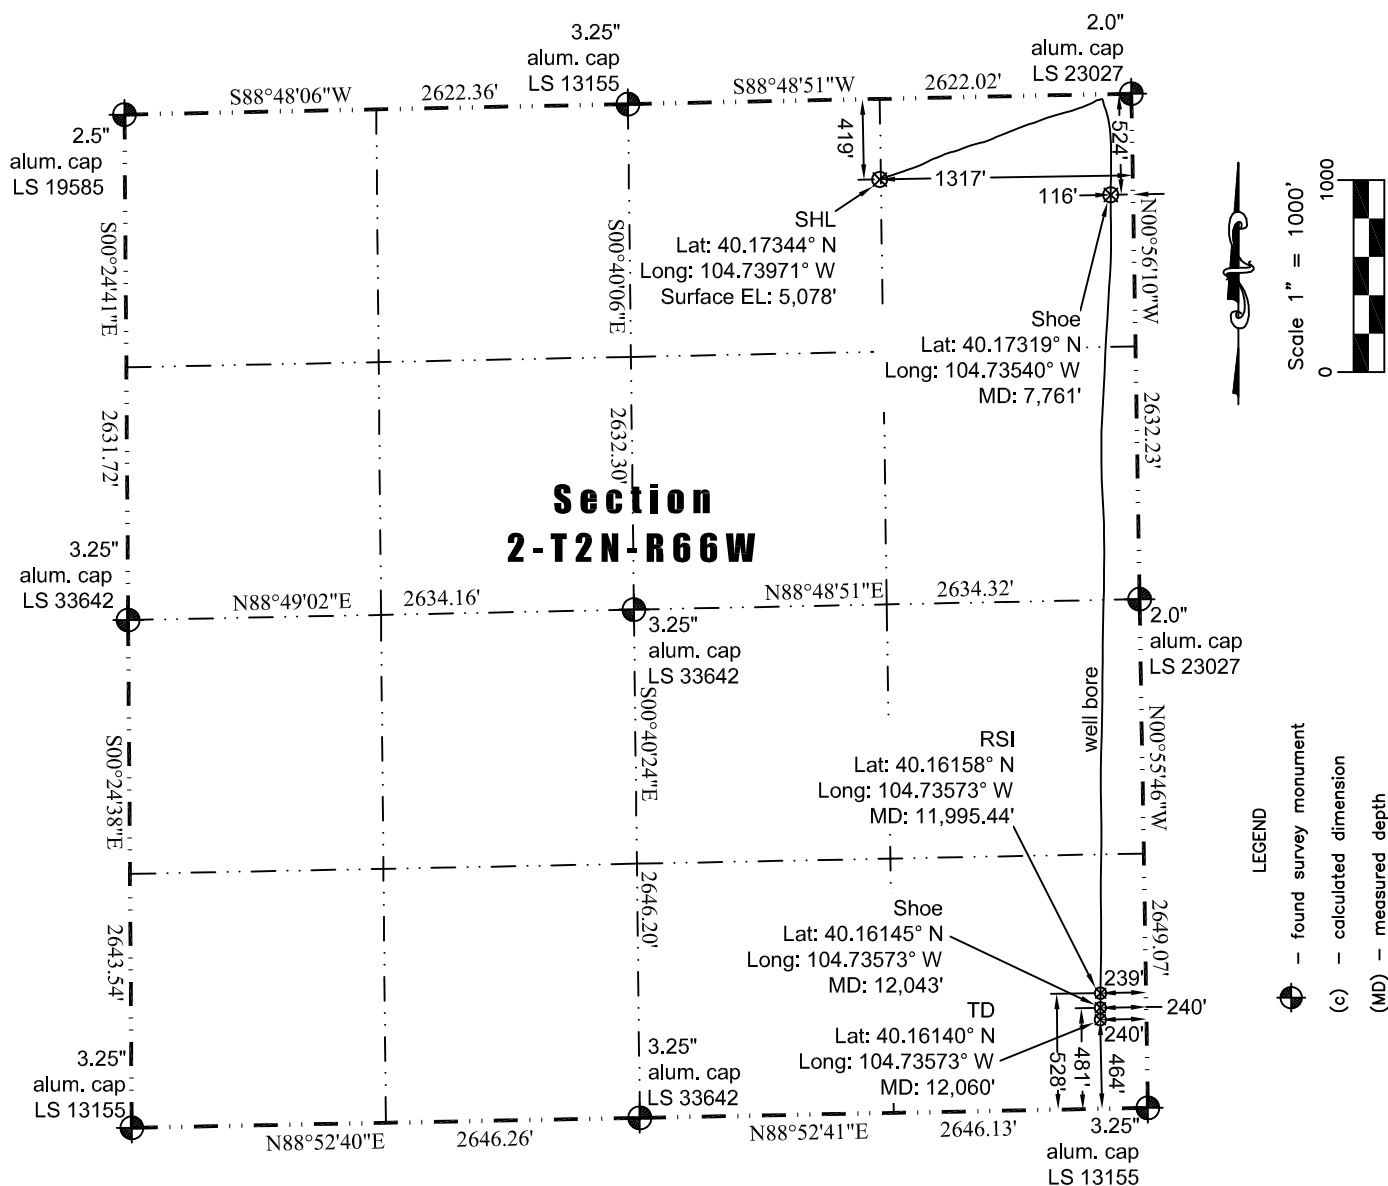 3.25"
alum. cap
LS 13155
2.0"
alum. cap
LS 23027
S88°48'06"W
2622.36'
S88°48'51"W
2622.02'
2.5"
alum. cap
LS 19585
419'
524'
1317'
116'
SHL
Lat: 40.17344° N
Long: 104.73971° W
Surface EL: 5,078'
S00°24'41"E
S00°40'06"E
N00°56'10"W
Scale 1" = 1000'
0
1000
Shoe
Lat: 40.17319° N
Long: 104.73540° W
MD: 7,761'
2631.72'
2632.30'
2632.23'
Section
2-T2N-R66W
3.25"
alum. cap
LS 33642
N88°49'02"E
2634.16'
N88°48'51"E
2634.32'
3.25"
alum. cap
LS 33642
2.0"
alum. cap
LS 23027
well bore
S00°24'38"E
S00°40'24"E
N00°55'46"W
RSI
Lat: 40.16158° N
Long: 104.73573° W
MD: 11,995.44'
LEGEND
- found survey monument
(c) - calculated dimension
(MD) - measured depth
2643.54'
2646.20'
2649.07'
Shoe
Lat: 40.16145° N
Long: 104.73573° W
MD: 12,043'
239'
240'
240'
TD
Lat: 40.16140° N
Long: 104.73573° W
MD: 12,060'
528'
481'
464'
3.25"
alum. cap
LS 13155
3.25"
alum. cap
LS 33642
N88°52'40"E
2646.26'
N88°52'41"E
2646.13'
3.25"
alum. cap
LS 13155